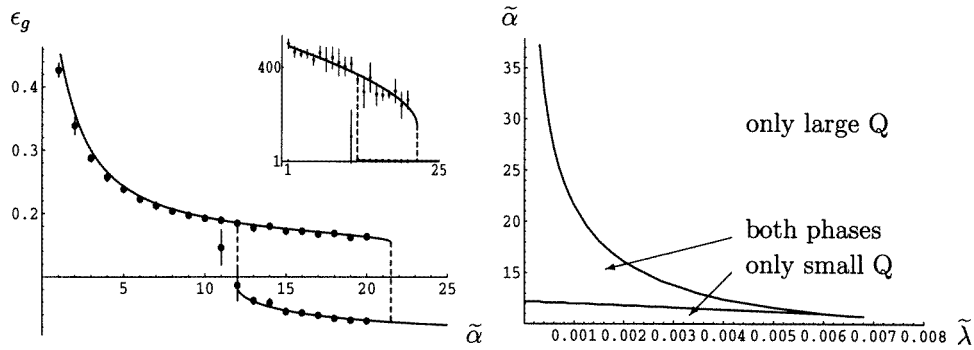 ϵg
0.4
0.3
0.2
5
10
15
20
25
α̃
400
1
1
25
α̃
35
30
25
20
15
only large Q
both phases
only small Q
0.001 0.002 0.003 0.004 0.005 0.006 0.007 0.008
λ̃